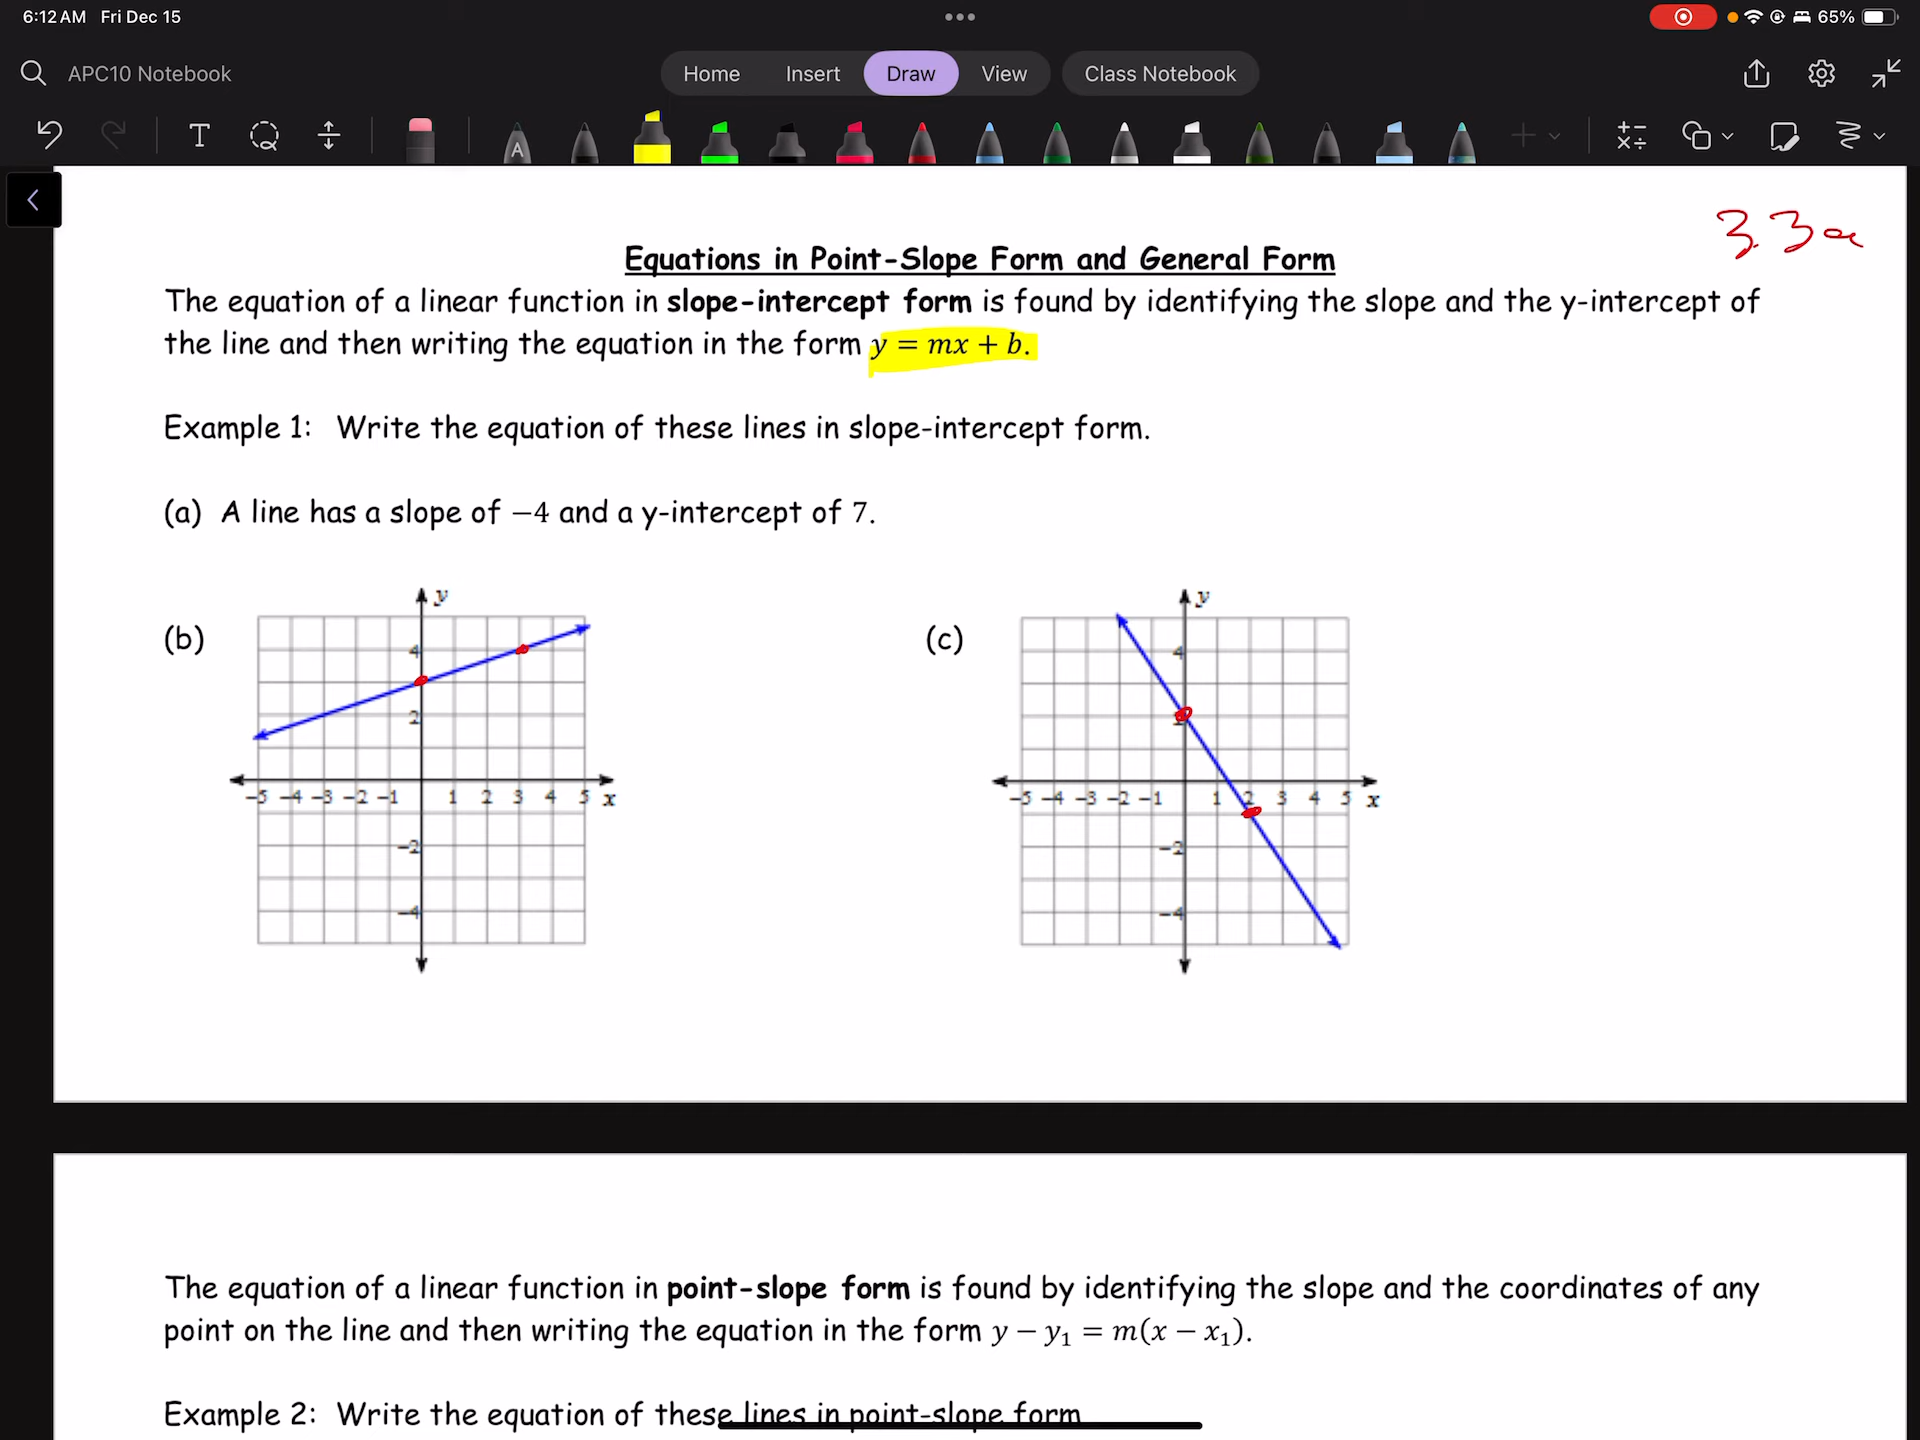 6:12 AM Fri Dec 15
65%
APC10 Notebook
Home Insert Draw View Class Notebook
T
A
3.3a
Equations in Point-Slope Form and General Form
The equation of a linear function in slope-intercept form is found by identifying the slope and the y-intercept of
the line and then writing the equation in the form y = mx + b.
Example 1: Write the equation of these lines in slope-intercept form.
(a) A line has a slope of −4 and a y-intercept of 7.
(b)
y
4
2
-5 -4 -3 -2 -1 1 2 3 4 5 x
-2
-4
(c)
y
4
-5 -4 -3 -2 -1 1 2 3 4 5 x
-2
-4
The equation of a linear function in point-slope form is found by identifying the slope and the coordinates of any
point on the line and then writing the equation in the form y − y₁ = m(x − x₁).
Example 2: Write the equation of these lines in point-slope form